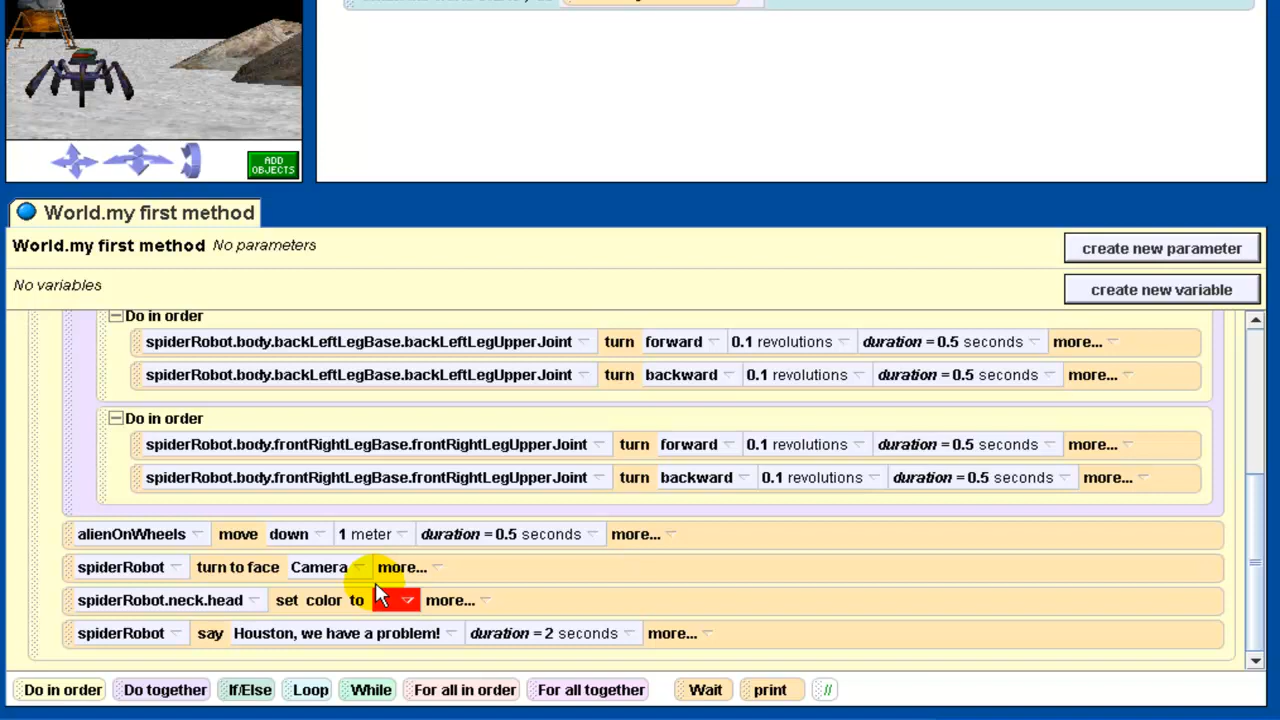 ADD
OBJECTS
World.my first method
World.my first method No parameters
create new parameter
No variables
create new variable
Do in order
spiderRobot.body.backLeftLegBase.backLeftLegUpperJoint turn forward 0.1 revolutions duration = 0.5 seconds more...
spiderRobot.body.backLeftLegBase.backLeftLegUpperJoint turn backward 0.1 revolutions duration = 0.5 seconds more...
Do in order
spiderRobot.body.frontRightLegBase.frontRightLegUpperJoint turn forward 0.1 revolutions duration = 0.5 seconds more...
spiderRobot.body.frontRightLegBase.frontRightLegUpperJoint turn backward 0.1 revolutions duration = 0.5 seconds more...
alienOnWheels move down 1 meter duration = 0.5 seconds more...
spiderRobot turn to face Camera more...
spiderRobot.neck.head set color to more...
spiderRobot say Houston, we have a problem! duration = 2 seconds more...
Do in order Do together If/Else Loop While For all in order For all together Wait print //